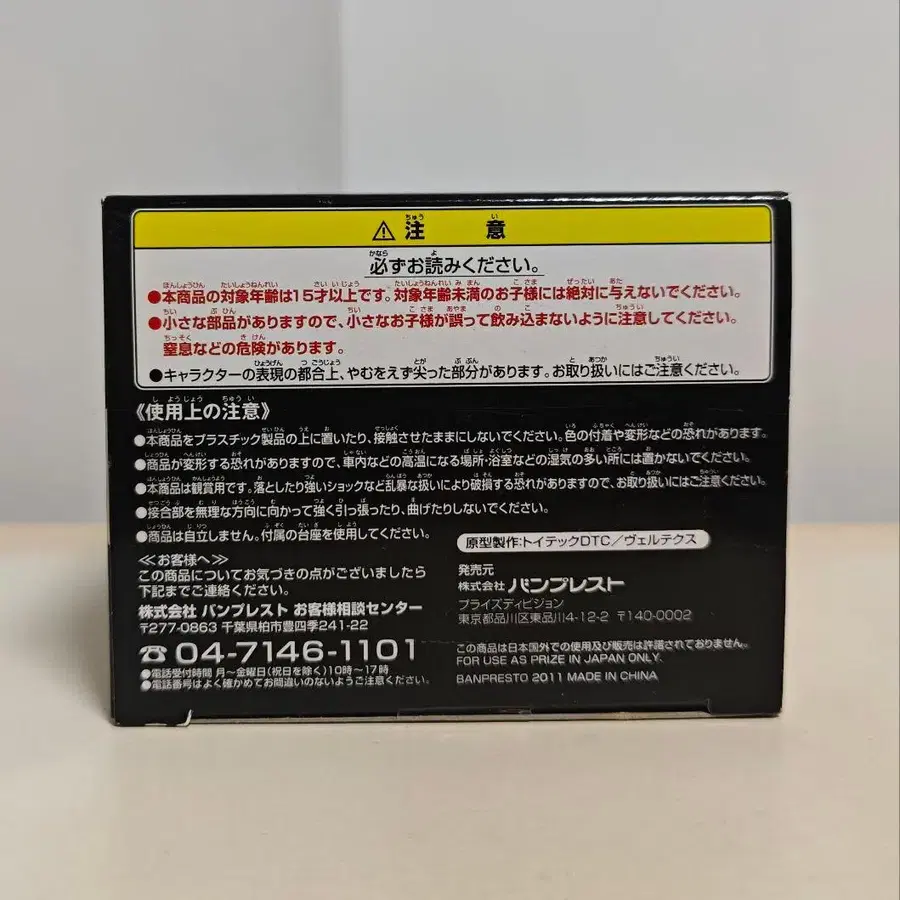 ⚠注意
必ずお読みください。
●本商品の対象年齢は15才以上です。対象年齢未満のお子様には絶対に与えないでください。
●小さな部品がありますので、小さなお子様が誤って飲み込まないように注意してください。
窒息などの危険があります。
●キャラクターの表現の都合上、やむをえず尖った部分があります。お取り扱いにはご注意ください。
《使用上の注意》
●本商品をプラスチック製品の上に置いたり、接触させたままにしないでください。色の付着や変形などの恐れがあります。
●商品が変形する恐れがありますので、車内などの高温になる場所・浴室などの湿気の多い所には置かないでください。
●本商品は観賞用です。落としたり強いショックなど乱暴な扱いにより破損する恐れがありますので、お取り扱いにはご注意ください。
●接合部を無理な方向に向かって強く引っ張ったり、曲げたりしないでください。
●商品は自立しません。付属の台座を使用してください。
≪お客様へ≫
この商品についてお気づきの点がございましたら
下記までご連絡ください。
株式会社 バンプレスト お客様相談センター
〒277-0863 千葉県柏市豊四季241-22
☎04-7146-1101
●電話受付時間 月〜金曜日(祝日を除く)10時〜17時
●電話番号はよく確かめてお間違いのないようご注意ください。
原型製作:トイテックDTC/ヴェルテクス
発売元
株式会社 バンプレスト
プライズディビジョン
東京都品川区東品川4-12-2 〒140-0002
この商品は日本国外での使用及び販売は許諾されておりません。
FOR USE AS PRIZE IN JAPAN ONLY.
BANPRESTO 2011 MADE IN CHINA